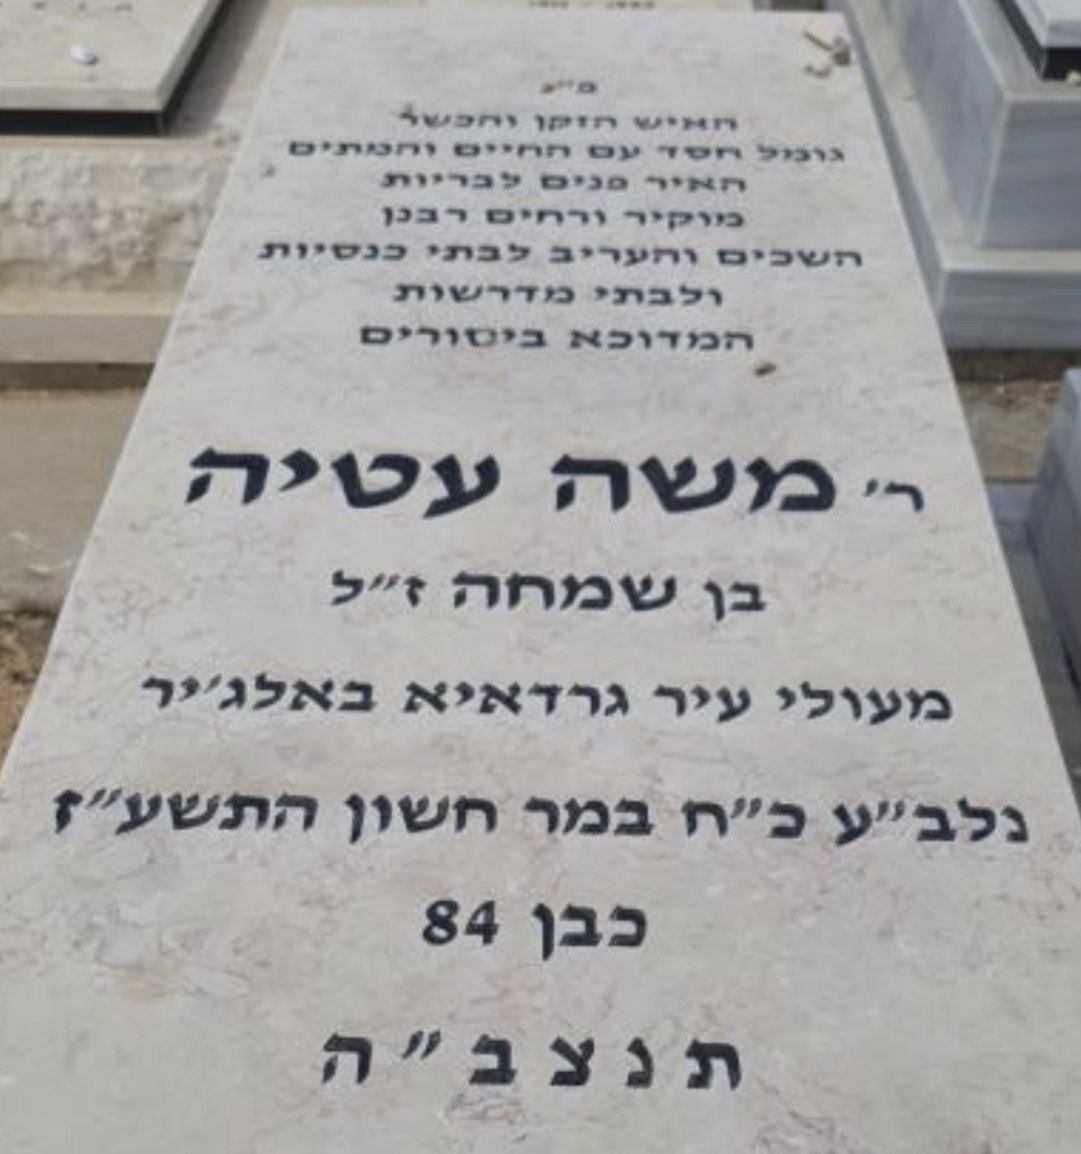 פ״נ
האיש הזקן והכשר
גומל חסד עם החיים והמתים
האיר פנים לבריות
מוקיר ורחים רבנן
השכים והעריב לבתי כנסיות
ולבתי מדרשות
המדוכא ביסורים
ר׳ משה עטיה
בן שמחה ז״ל
מעולי עיר גרדאיא באלג׳יר
נלב״ע כ״ח במר חשון התשע״ז
כבן 84
ת נ צ ב ״ ה